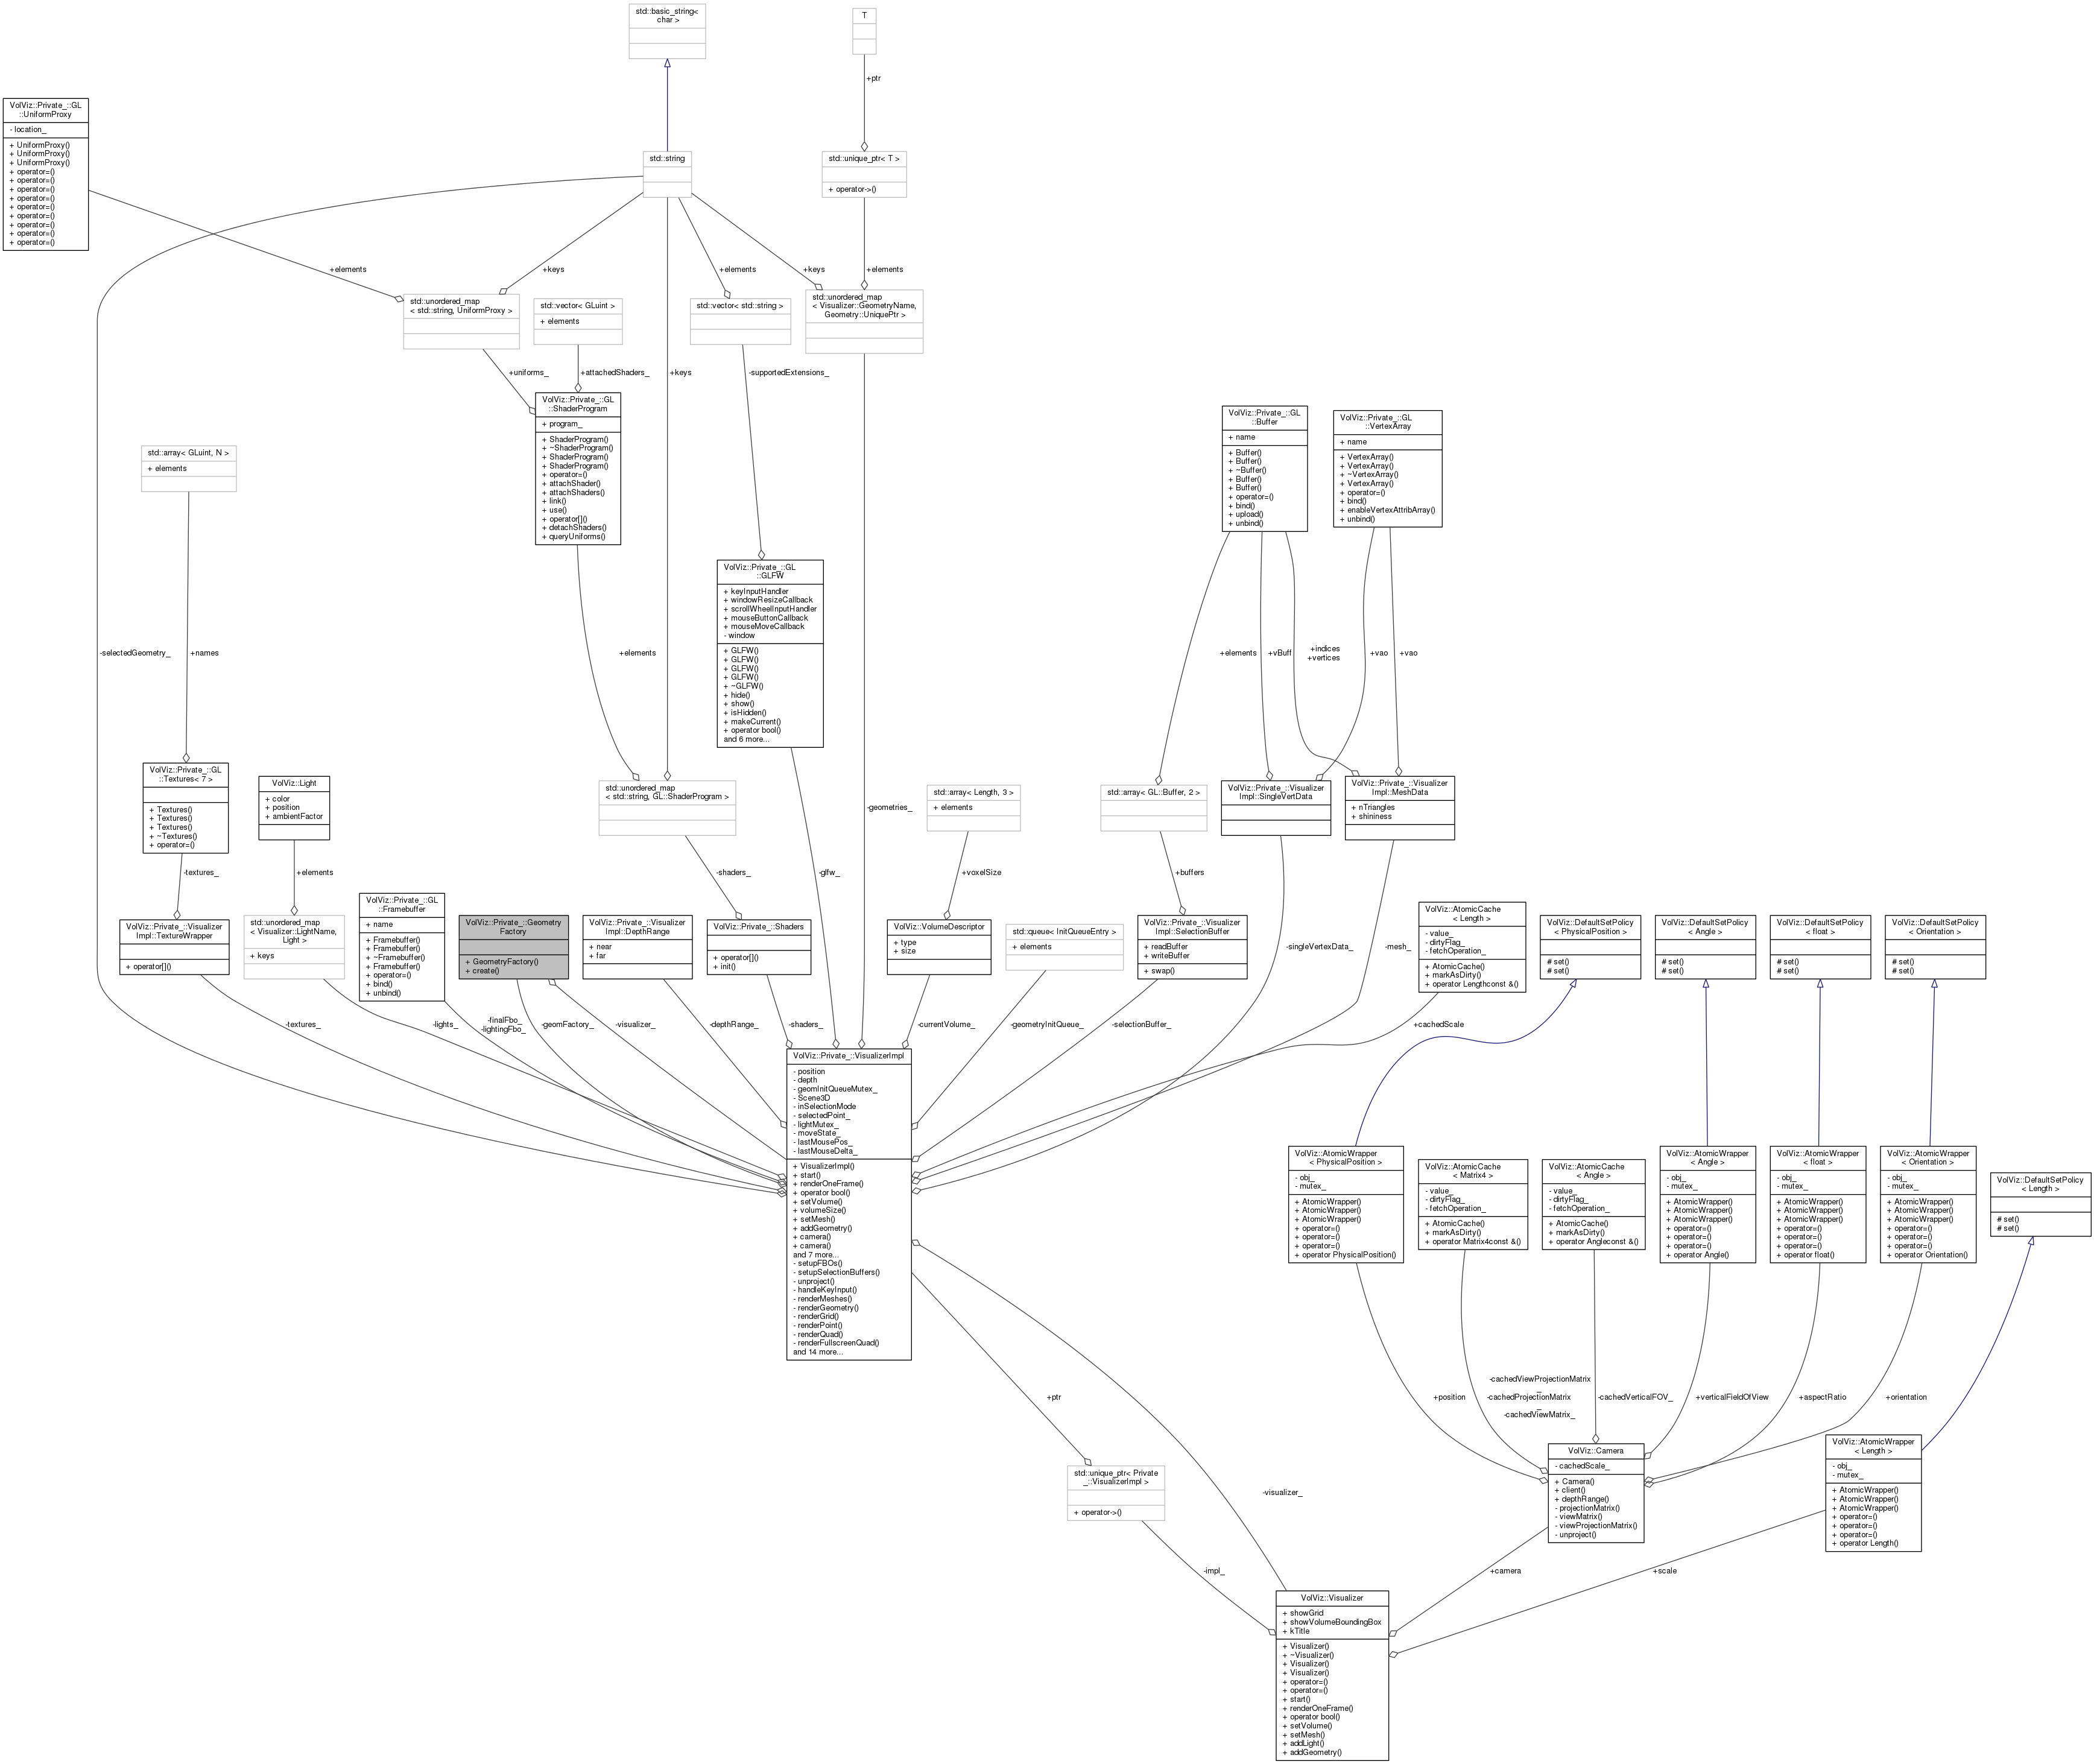 std::basic_string<
char >
T
+ptr
VolViz::Private_::GL
::UniformProxy
- location_
+ UniformProxy()
+ UniformProxy()
+ UniformProxy()
+ operator=()
+ operator=()
+ operator=()
+ operator=()
+ operator=()
+ operator=()
+ operator=()
+ operator=()
+ operator=()
std::string
std::unique_ptr< T >
+ operator->()
+elements
+keys
+elements
+keys
+elements
std::unordered_map
< std::string, UniformProxy >
std::vector< GLuint >
+ elements
std::vector< std::string >
std::unordered_map
< Visualizer::GeometryName,
Geometry::UniquePtr >
+uniforms_
+attachedShaders_
+keys
-supportedExtensions_
VolViz::Private_::GL
::ShaderProgram
+ program_
+ ShaderProgram()
+ ~ShaderProgram()
+ ShaderProgram()
+ ShaderProgram()
+ operator=()
+ attachShader()
+ attachShaders()
+ link()
+ use()
+ operator[]()
+ detachShaders()
+ queryUniforms()
VolViz::Private_::GL
::Buffer
+ name
+ Buffer()
+ Buffer()
+ ~Buffer()
+ Buffer()
+ Buffer()
+ operator=()
+ bind()
+ upload()
+ unbind()
VolViz::Private_::GL
::VertexArray
+ name
+ VertexArray()
+ VertexArray()
+ ~VertexArray()
+ VertexArray()
+ operator=()
+ bind()
+ enableVertexAttribArray()
+ unbind()
std::array< GLuint, N >
+ elements
VolViz::Private_::GL
::GLFW
+ keyInputHandler
+ windowResizeCallback
+ scrollWheelInputHandler
+ mouseButtonCallback
+ mouseMoveCallback
- window
+ GLFW()
+ GLFW()
+ GLFW()
+ GLFW()
+ ~GLFW()
+ hide()
+ show()
+ isHidden()
+ makeCurrent()
+ operator bool()
and 6 more...
-selectedGeometry_
+names
+elements
+elements
+vBuff
+indices
+vertices
+vao
+vao
VolViz::Private_::GL
::Textures< 7 >
+ Textures()
+ Textures()
+ Textures()
+ ~Textures()
+ operator=()
VolViz::Light
+ color
+ position
+ ambientFactor
std::unordered_map
< std::string, GL::ShaderProgram >
-geometries_
std::array< Length, 3 >
+ elements
std::array< GL::Buffer, 2 >
VolViz::Private_::Visualizer
Impl::SingleVertData
VolViz::Private_::Visualizer
Impl::MeshData
+ nTriangles
+ shininess
-textures_
+elements
-shaders_
-glfw_
+voxelSize
+buffers
-singleVertexData_
-mesh_
VolViz::Private_::Visualizer
Impl::TextureWrapper
+ operator[]()
std::unordered_map
< Visualizer::LightName,
Light >
+ keys
VolViz::Private_::GL
::Framebuffer
+ name
+ Framebuffer()
+ Framebuffer()
+ ~Framebuffer()
+ Framebuffer()
+ operator=()
+ bind()
+ unbind()
VolViz::Private_::Geometry
Factory
+ GeometryFactory()
+ create()
VolViz::Private_::Visualizer
Impl::DepthRange
+ near
+ far
VolViz::Private_::Shaders
+ operator[]()
+ init()
VolViz::VolumeDescriptor
+ type
+ size
std::queue< InitQueueEntry >
+ elements
VolViz::Private_::Visualizer
Impl::SelectionBuffer
+ readBuffer
+ writeBuffer
+ swap()
VolViz::AtomicCache
< Length >
- value_
- dirtyFlag_
- fetchOperation_
+ AtomicCache()
+ markAsDirty()
+ operator Lengthconst &()
VolViz::DefaultSetPolicy
< PhysicalPosition >
# set()
# set()
VolViz::DefaultSetPolicy
< Angle >
# set()
# set()
VolViz::DefaultSetPolicy
< float >
# set()
# set()
VolViz::DefaultSetPolicy
< Orientation >
# set()
# set()
-textures_
-lights_
-finalFbo_
-lightingFbo_
-geomFactory_
-visualizer_
-depthRange_
-shaders_
-currentVolume_
-geometryInitQueue_
-selectionBuffer_
+cachedScale
VolViz::Private_::VisualizerImpl
- position
- depth
- geomInitQueueMutex_
- Scene3D
- inSelectionMode
- selectedPoint_
- lightMutex_
- moveState_
- lastMousePos_
- lastMouseDelta_
+ VisualizerImpl()
+ start()
+ renderOneFrame()
+ operator bool()
+ setVolume()
+ volumeSize()
+ setMesh()
+ addGeometry()
+ camera()
+ camera()
and 7 more...
- setupFBOs()
- setupSelectionBuffers()
- unproject()
- handleKeyInput()
- renderMeshes()
- renderGeometry()
- renderGrid()
- renderPoint()
- renderQuad()
- renderFullscreenQuad()
and 14 more...
VolViz::AtomicWrapper
< PhysicalPosition >
- obj_
- mutex_
+ AtomicWrapper()
+ AtomicWrapper()
+ AtomicWrapper()
+ operator=()
+ operator=()
+ operator=()
+ operator PhysicalPosition()
VolViz::AtomicCache
< Matrix4 >
- value_
- dirtyFlag_
- fetchOperation_
+ AtomicCache()
+ markAsDirty()
+ operator Matrix4const &()
VolViz::AtomicCache
< Angle >
- value_
- dirtyFlag_
- fetchOperation_
+ AtomicCache()
+ markAsDirty()
+ operator Angleconst &()
VolViz::AtomicWrapper
< Angle >
- obj_
- mutex_
+ AtomicWrapper()
+ AtomicWrapper()
+ AtomicWrapper()
+ operator=()
+ operator=()
+ operator=()
+ operator Angle()
VolViz::AtomicWrapper
< float >
- obj_
- mutex_
+ AtomicWrapper()
+ AtomicWrapper()
+ AtomicWrapper()
+ operator=()
+ operator=()
+ operator=()
+ operator float()
VolViz::AtomicWrapper
< Orientation >
- obj_
- mutex_
+ AtomicWrapper()
+ AtomicWrapper()
+ AtomicWrapper()
+ operator=()
+ operator=()
+ operator=()
+ operator Orientation()
VolViz::DefaultSetPolicy
< Length >
# set()
# set()
+ptr
+position
-cachedViewProjectionMatrix
_
-cachedProjectionMatrix
_
-cachedViewMatrix_
-cachedVerticalFOV_
+verticalFieldOfView
+aspectRatio
+orientation
std::unique_ptr< Private
_::VisualizerImpl >
+ operator->()
-visualizer_
VolViz::Camera
- cachedScale_
+ Camera()
+ client()
+ depthRange()
- projectionMatrix()
- viewMatrix()
- viewProjectionMatrix()
- unproject()
VolViz::AtomicWrapper
< Length >
- obj_
- mutex_
+ AtomicWrapper()
+ AtomicWrapper()
+ AtomicWrapper()
+ operator=()
+ operator=()
+ operator=()
+ operator Length()
-impl_
+camera
+scale
VolViz::Visualizer
+ showGrid
+ showVolumeBoundingBox
+ kTitle
+ Visualizer()
+ ~Visualizer()
+ Visualizer()
+ Visualizer()
+ operator=()
+ operator=()
+ start()
+ renderOneFrame()
+ operator bool()
+ setVolume()
+ setMesh()
+ addLight()
+ addGeometry()